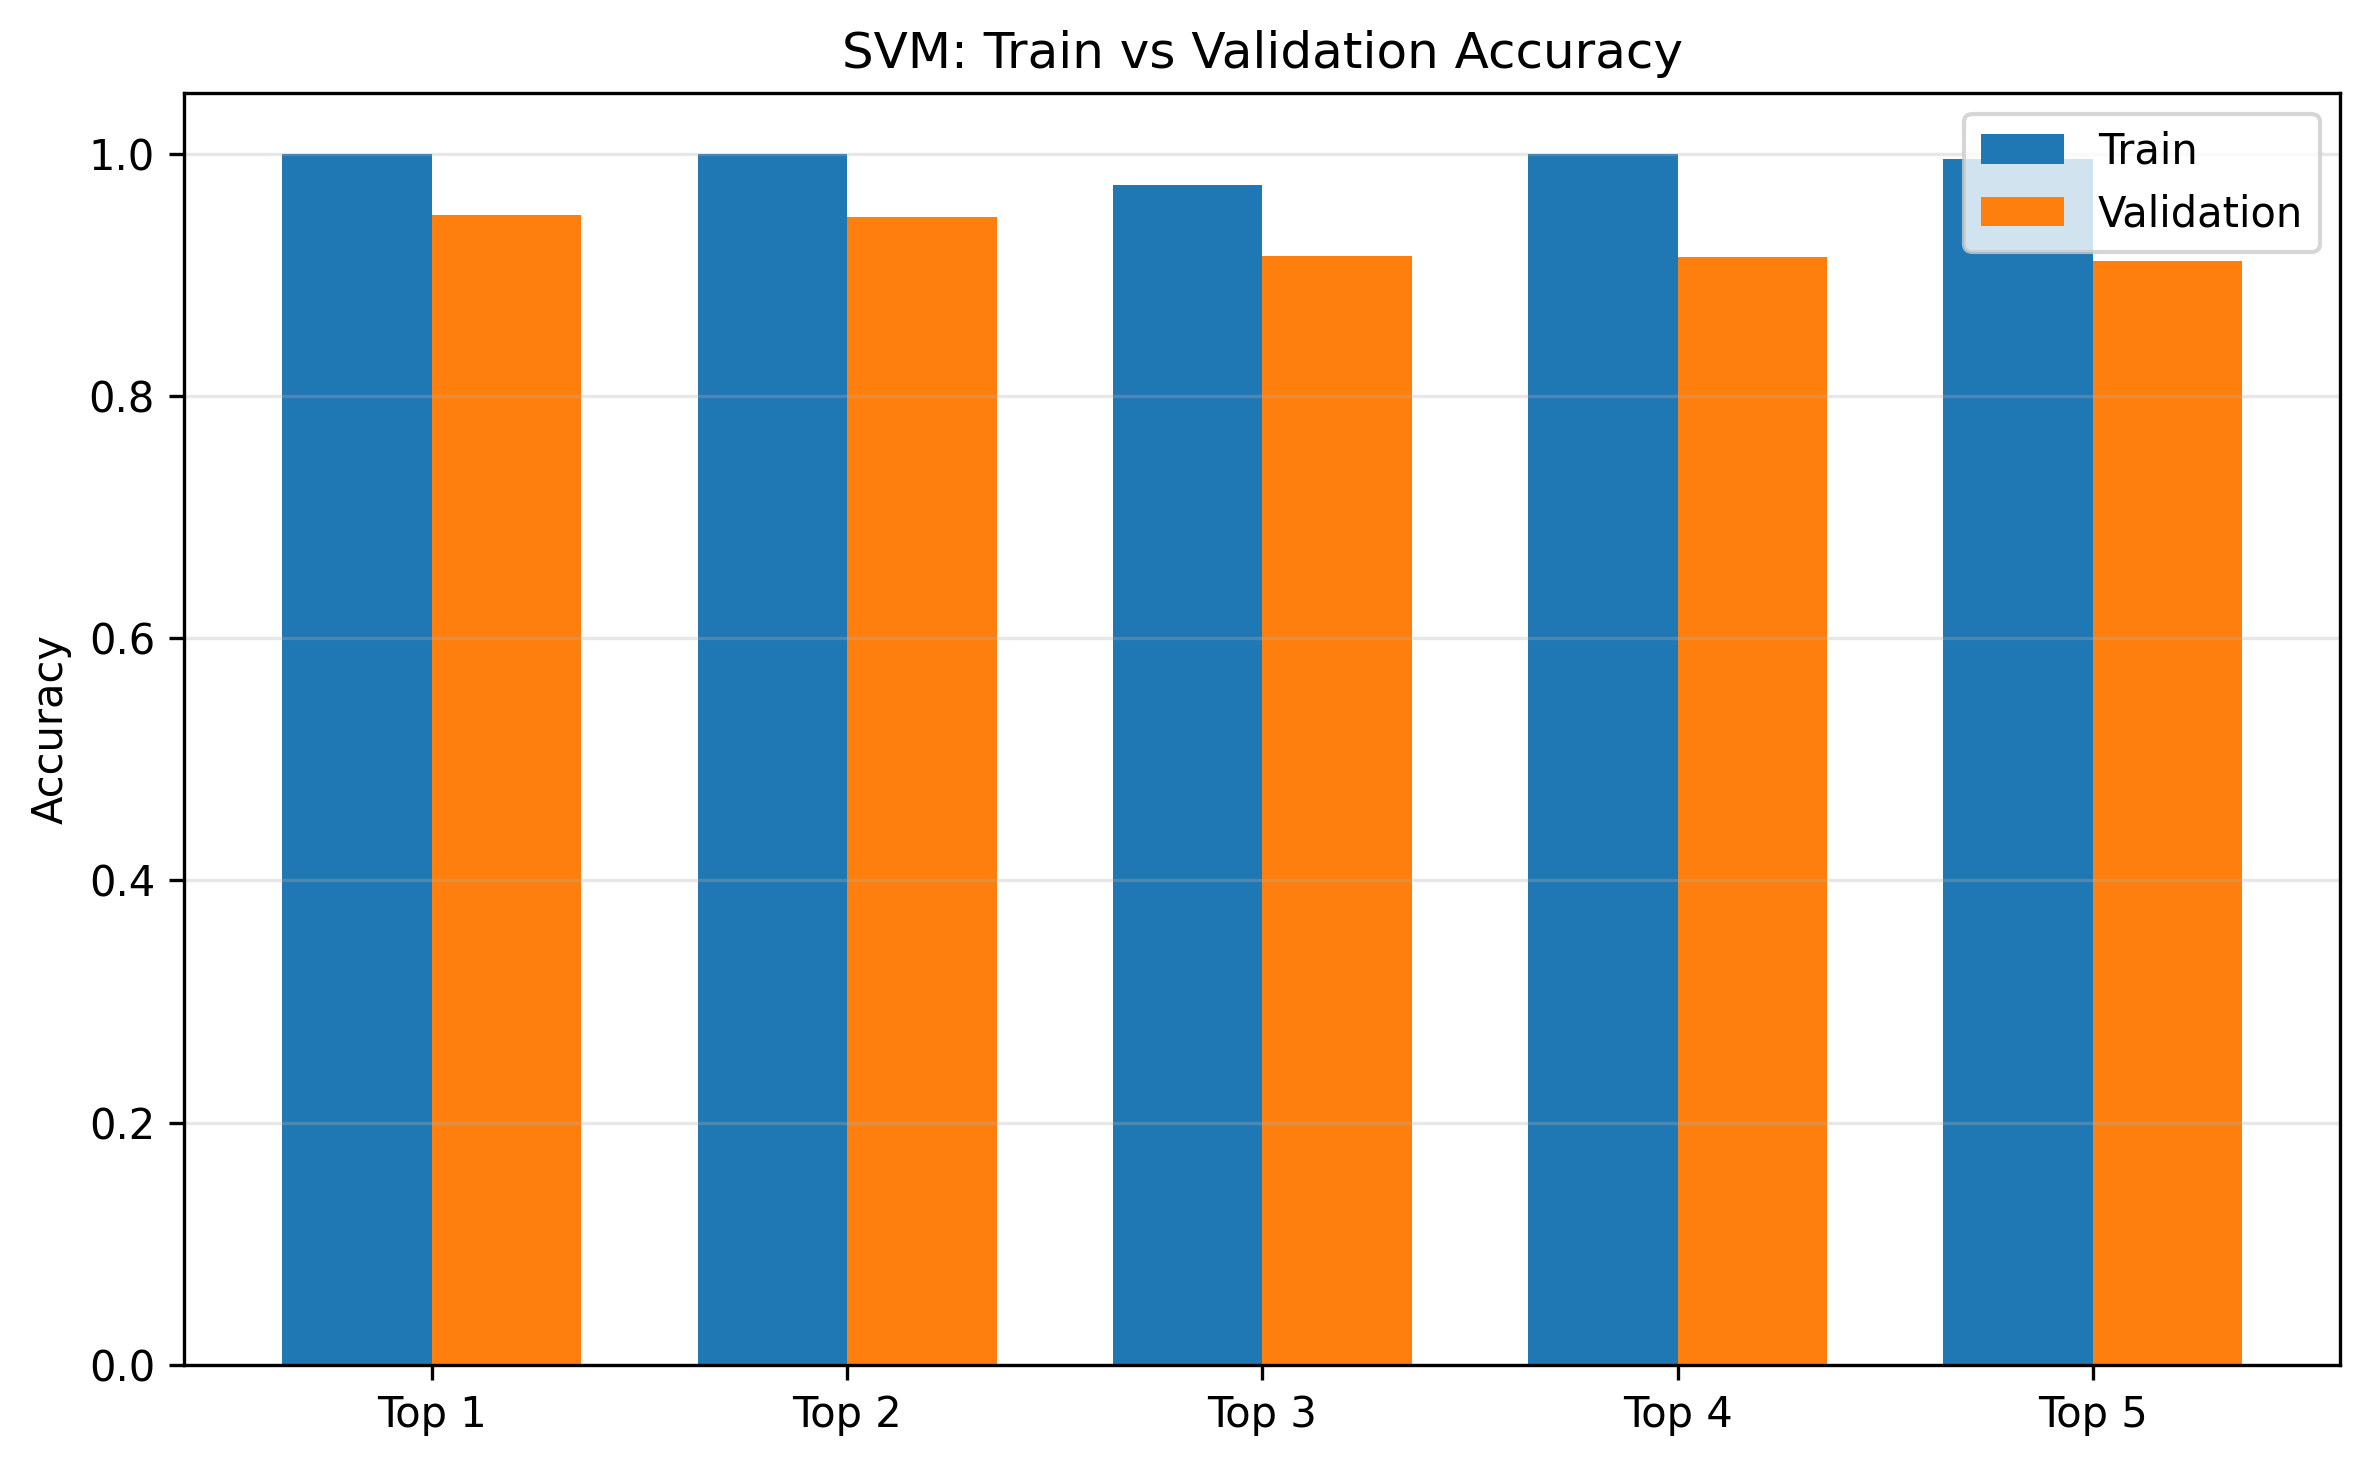 SVM: Train vs Validation Accuracy
Train
Validation
Accuracy
1.0
0.8
0.6
0.4
0.2
0.0
Top 1
Top 2
Top 3
Top 4
Top 5